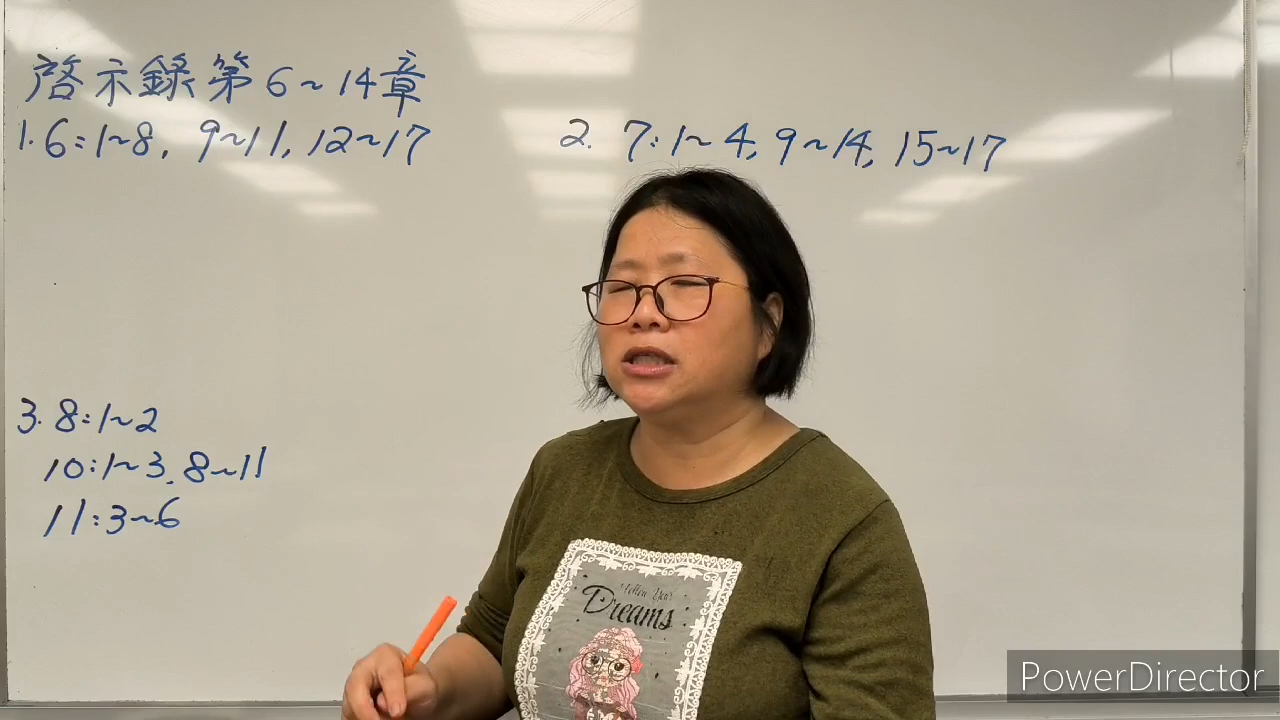 啓示錄第6~14章
1. 6:1~8, 9~11, 12~17
2. 7:1~4, 9~14, 15~17
3. 8:1~2
10:1~3, 8~11
11:3~6
Follow Your
Dreams
PowerDirector